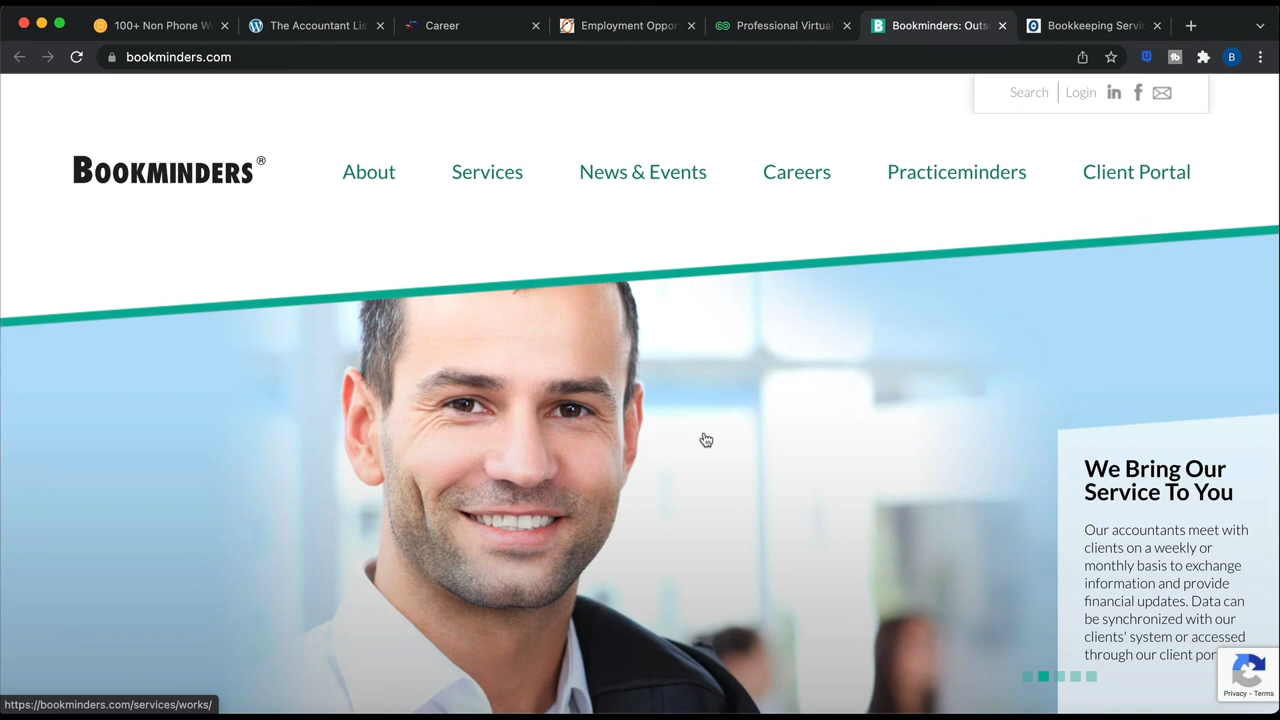 100+ Non Phone W
The Accountant Lis
Career
Employment Oppor
Professional Virtual
Bookminders: Outs
Bookkeeping Servic
bookminders.com
B
Search
Login
BOOKMINDERS®
About
Services
News & Events
Careers
Practiceminders
Client Portal
We Bring Our
Service To You
Our accountants meet with
clients on a weekly or
monthly basis to exchange
information and provide
financial updates. Data can
be synchronized with our
clients' system or accessed
through our client por
Privacy - Terms
https://bookminders.com/services/works/